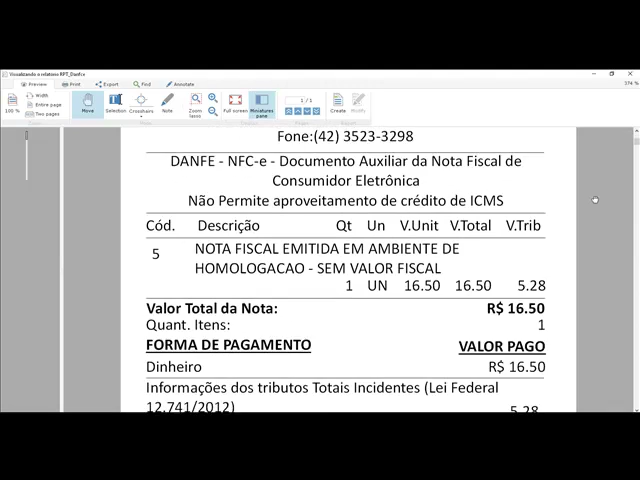 Visualizando o relatorio RPT_Danfce
Preview Print Export Find Annotate
374 %
100 %
Width
Entire page
Two pages
Move Selection Crosshairs Note Zoom Full screen Miniatures pane Create Modify
1 / 1
Fone:(42) 3523-3298
DANFE - NFC-e - Documento Auxiliar da Nota Fiscal de
Consumidor Eletrônica
Não Permite aproveitamento de crédito de ICMS
Cód. Descrição Qt Un V.Unit V.Total V.Trib
5 NOTA FISCAL EMITIDA EM AMBIENTE DE
HOMOLOGACAO - SEM VALOR FISCAL
1 UN 16.50 16.50 5.28
Valor Total da Nota: R$ 16.50
Quant. Itens: 1
FORMA DE PAGAMENTO VALOR PAGO
Dinheiro R$ 16.50
Informações dos tributos Totais Incidentes (Lei Federal
12.741/2012) 5.28